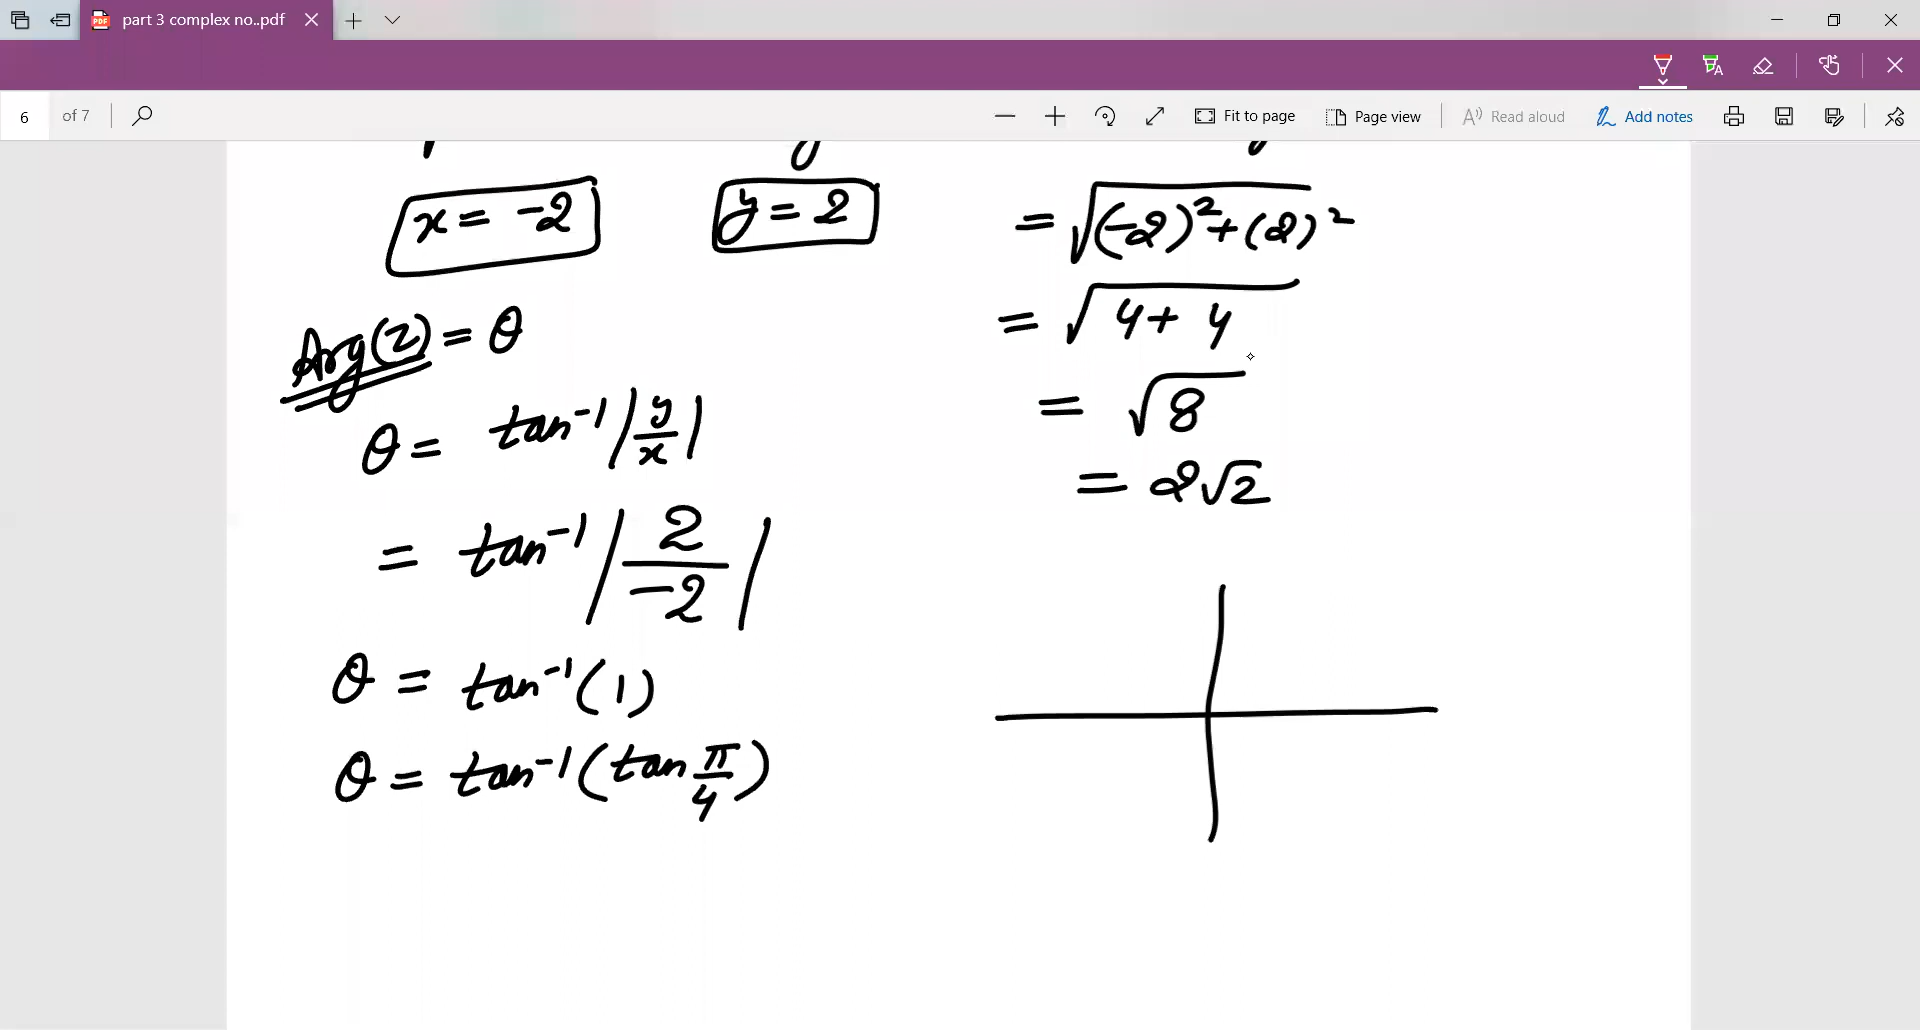 part 3 complex no..pdf
6 of 7
Fit to page
Page view
Read aloud
Add notes
x = -2
y = 2
= √(-2)² + (2)²
= √4 + 4
= √8
= 2√2
Arg(z) = θ
θ = tan⁻¹ |y/x|
= tan⁻¹ |2/-2|
θ = tan⁻¹ (1)
θ = tan⁻¹ (tan π/4)